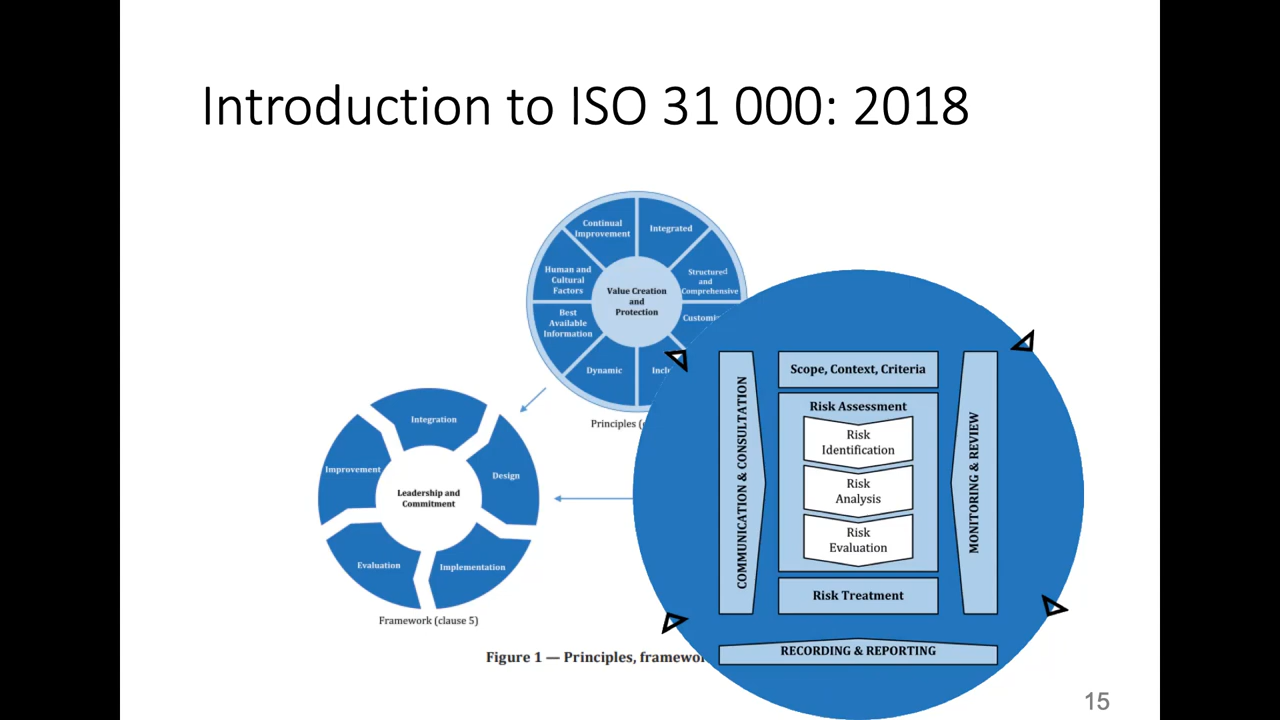 Introduction to ISO 31 000: 2018
Continual
Improvement
Integrated
Human and
Cultural
Factors
Structured
and
Comprehensive
Value Creation
and
Protection
Best
Available
Information
Dynamic
Principles
Integration
Improvement
Design
Leadership and
Commitment
Evaluation
Implementation
Framework (clause 5)
Scope, Context, Criteria
Risk Assessment
Risk
Identification
Risk
Analysis
Risk
Evaluation
Risk Treatment
COMMUNICATION & CONSULTATION
MONITORING & REVIEW
RECORDING & REPORTING
Figure 1 — Principles,
15